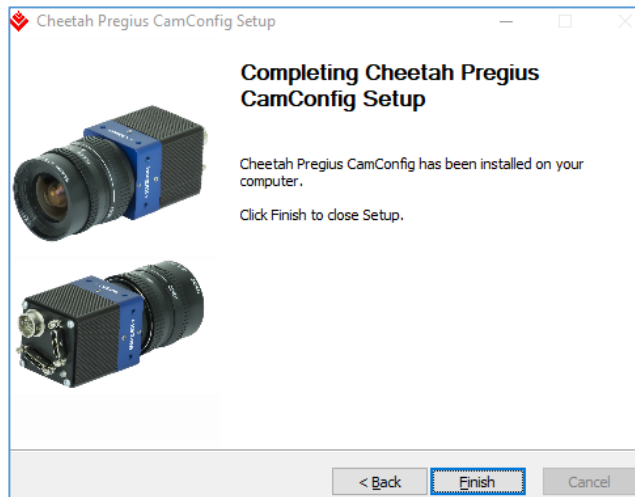 Cheetah Pregius CamConfig Setup
Completing Cheetah Pregius
CamConfig Setup
Cheetah Pregius CamConfig has been installed on your
computer.
Click Finish to close Setup.
< Back
Finish
Cancel